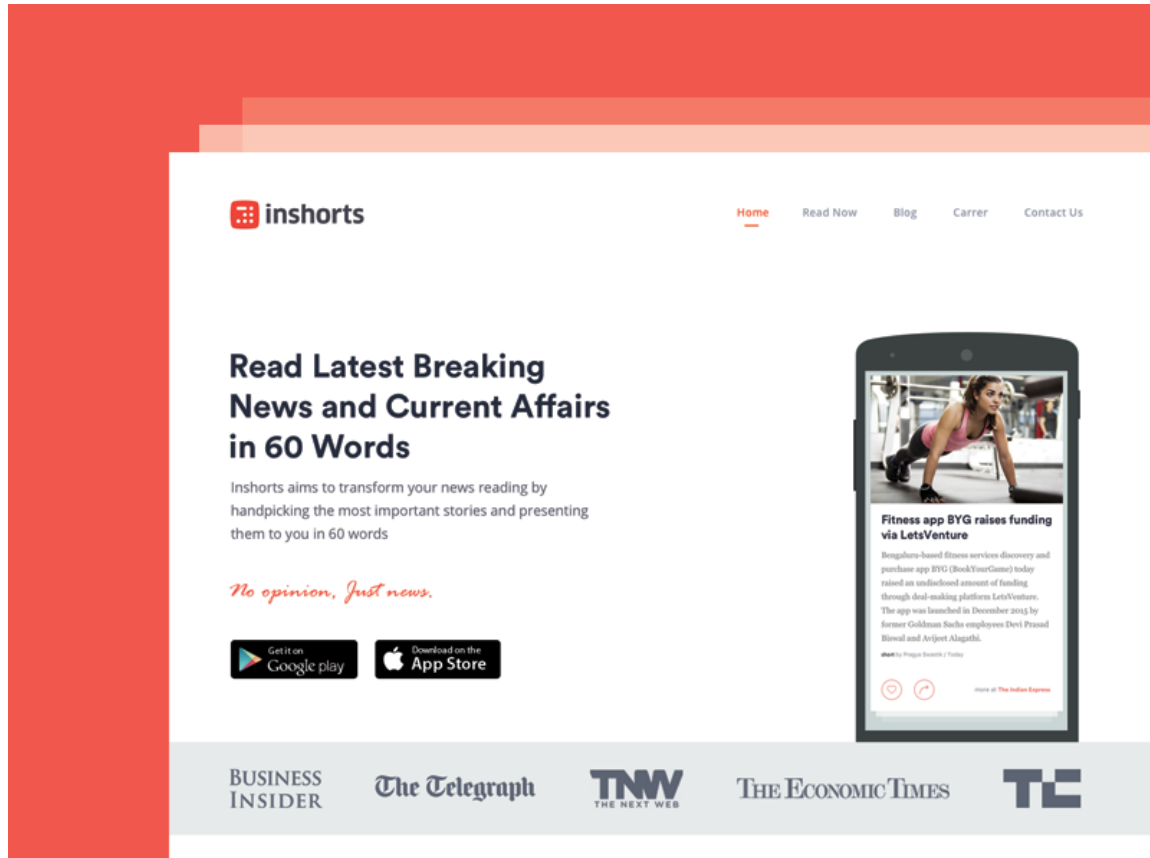 inshorts
Home Read Now Blog Carrer Contact Us
Read Latest Breaking
News and Current Affairs
in 60 Words
Inshorts aims to transform your news reading by
handpicking the most important stories and presenting
them to you in 60 words
No opinion, Just news.
Get it on
Google play
Download on the
App Store
Fitness app BYG raises funding
via LetsVenture
Bengaluru-based fitness services discovery and
purchase app BYG (BookYourGame) today
raised an undisclosed amount of funding
through deal-making platform LetsVenture.
The app was launched in December 2015 by
former Goldman Sachs employees Devi Prasad
Biswal and Avijeet Alagathi.
short by Pragya Swastik / Today
more at The Indian Express
BUSINESS
INSIDER
The Telegraph
TNW
THE NEXT WEB
THE ECONOMIC TIMES
TC